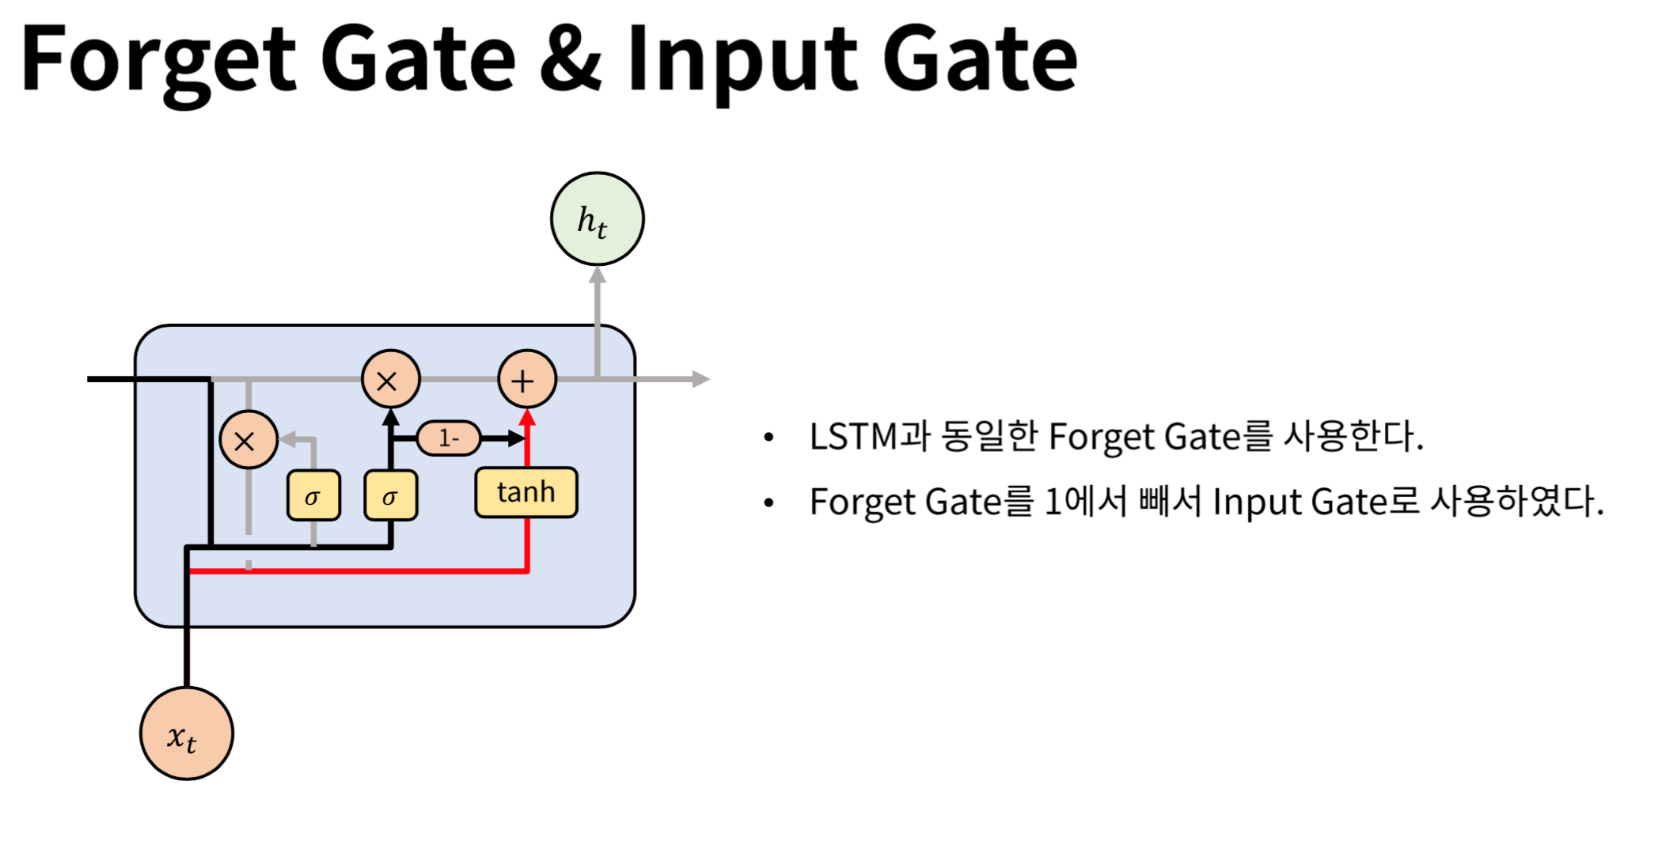 Forget Gate & Input Gate
h_t
× +
× 1-
σ σ tanh
• LSTM과 동일한 Forget Gate를 사용한다.
• Forget Gate를 1에서 빼서 Input Gate로 사용하였다.
x_t